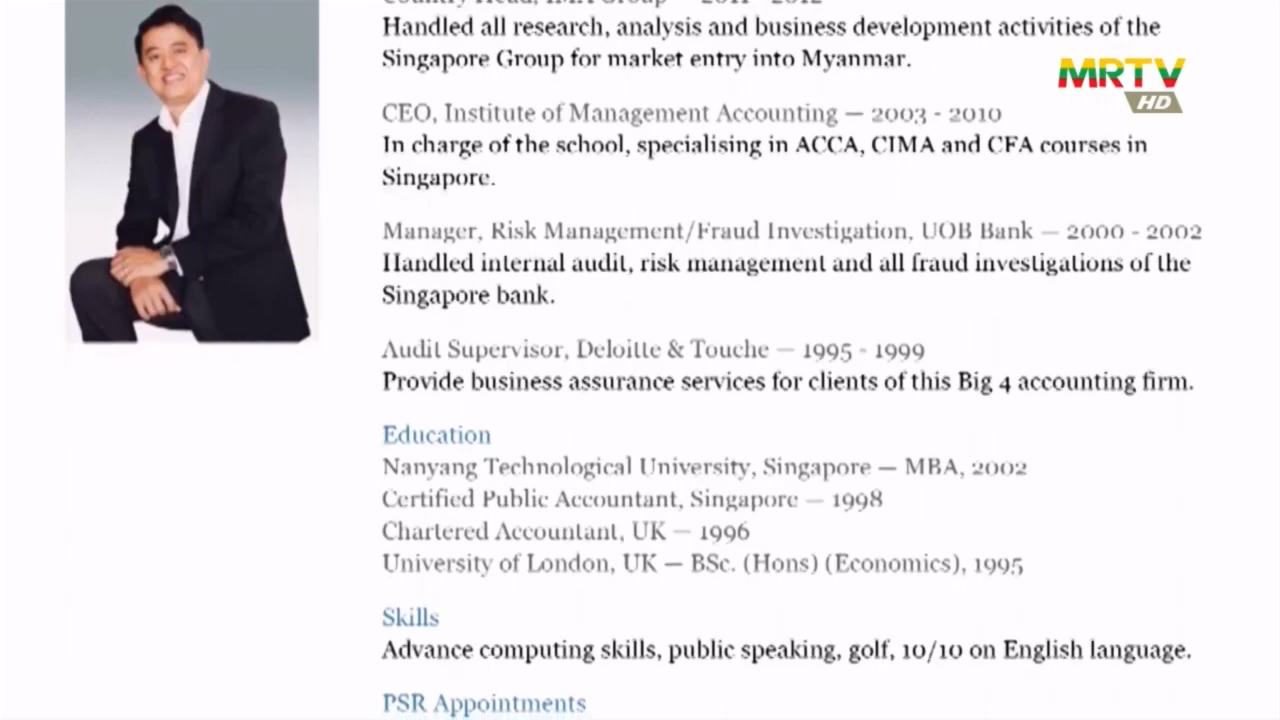 Handled all research, analysis and business development activities of the
Singapore Group for market entry into Myanmar.
MRTV
HD
CEO, Institute of Management Accounting — 2003 - 2010
In charge of the school, specialising in ACCA, CIMA and CFA courses in
Singapore.
Manager, Risk Management/Fraud Investigation, UOB Bank — 2000 - 2002
Handled internal audit, risk management and all fraud investigations of the
Singapore bank.
Audit Supervisor, Deloitte & Touche — 1995 - 1999
Provide business assurance services for clients of this Big 4 accounting firm.
Education
Nanyang Technological University, Singapore — MBA, 2002
Certified Public Accountant, Singapore — 1998
Chartered Accountant, UK — 1996
University of London, UK — BSc. (Hons) (Economics), 1995
Skills
Advance computing skills, public speaking, golf, 10/10 on English language.
PSR Appointments